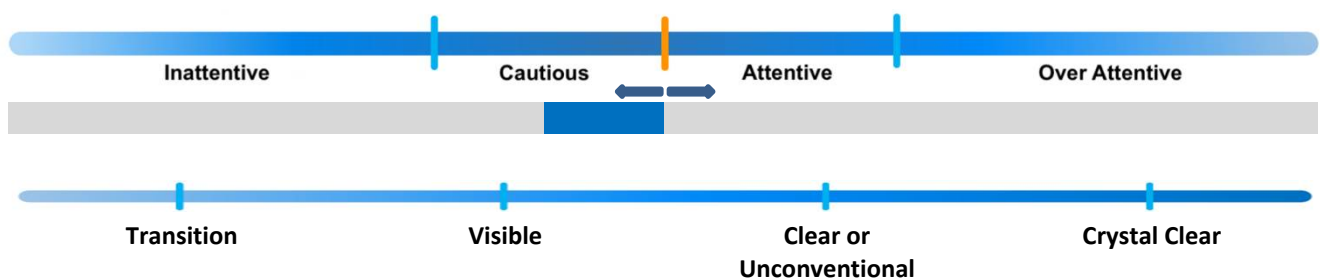 Inattentive Cautious Attentive Over Attentive
Transition Visible Clear or Crystal Clear
Unconventional